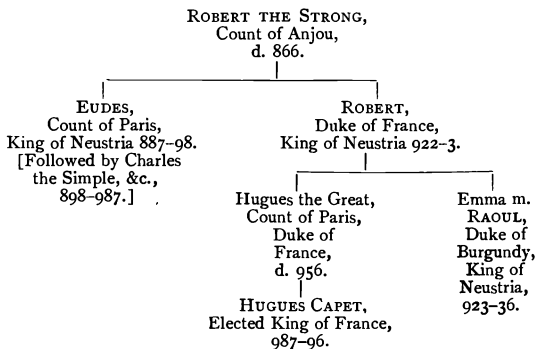 ROBERT THE STRONG,
Count of Anjou,
d. 866.
EUDES,
Count of Paris,
King of Neustria 887–98.
[Followed by Charles
the Simple, &c.,
898–987.]
ROBERT,
Duke of France,
King of Neustria 922–3.
Hugues the Great,
Count of Paris,
Duke of
France,
d. 956.
Emma m.
RAOUL,
Duke of
Burgundy,
King of
Neustria,
923–36.
HUGUES CAPET,
Elected King of France,
987–96.